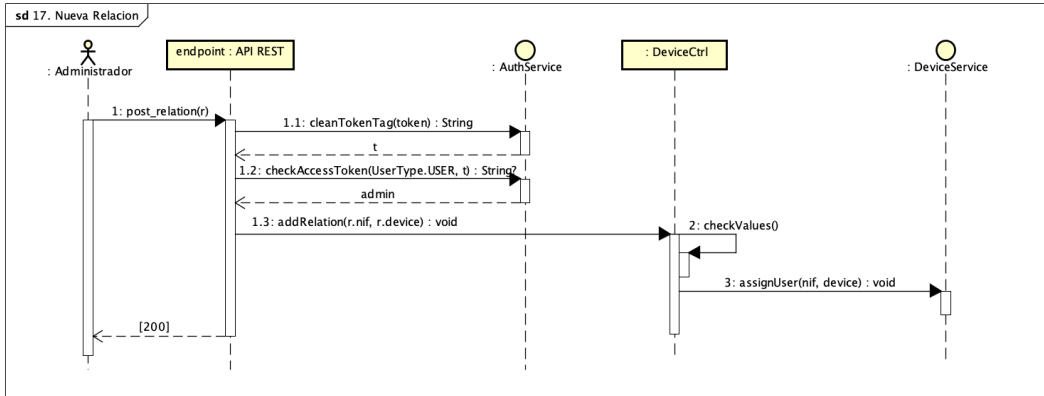 sd 17. Nueva Relacion
: Administrador
endpoint : API REST
: AuthService
: DeviceCtrl
: DeviceService
1: post_relation(r)
1.1: cleanTokenTag(token) : String
t
1.2: checkAccessToken(UserType.USER, t) : String?
admin
1.3: addRelation(r.nif, r.device) : void
2: checkValues()
3: assignUser(nif, device) : void
[200]